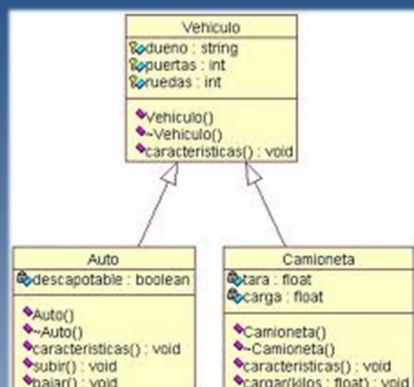 Vehiculo
dueno : string
puertas : int
ruedas : int
Vehiculo()
~Vehiculo()
caracteristicas() : void
Auto
descapotable : boolean
Auto()
~Auto()
caracteristicas() : void
subir() : void
bajar() : void
Camioneta
tara : float
carga : float
Camioneta()
~Camioneta()
caracteristicas() : void
cargar(kilos : float) : void